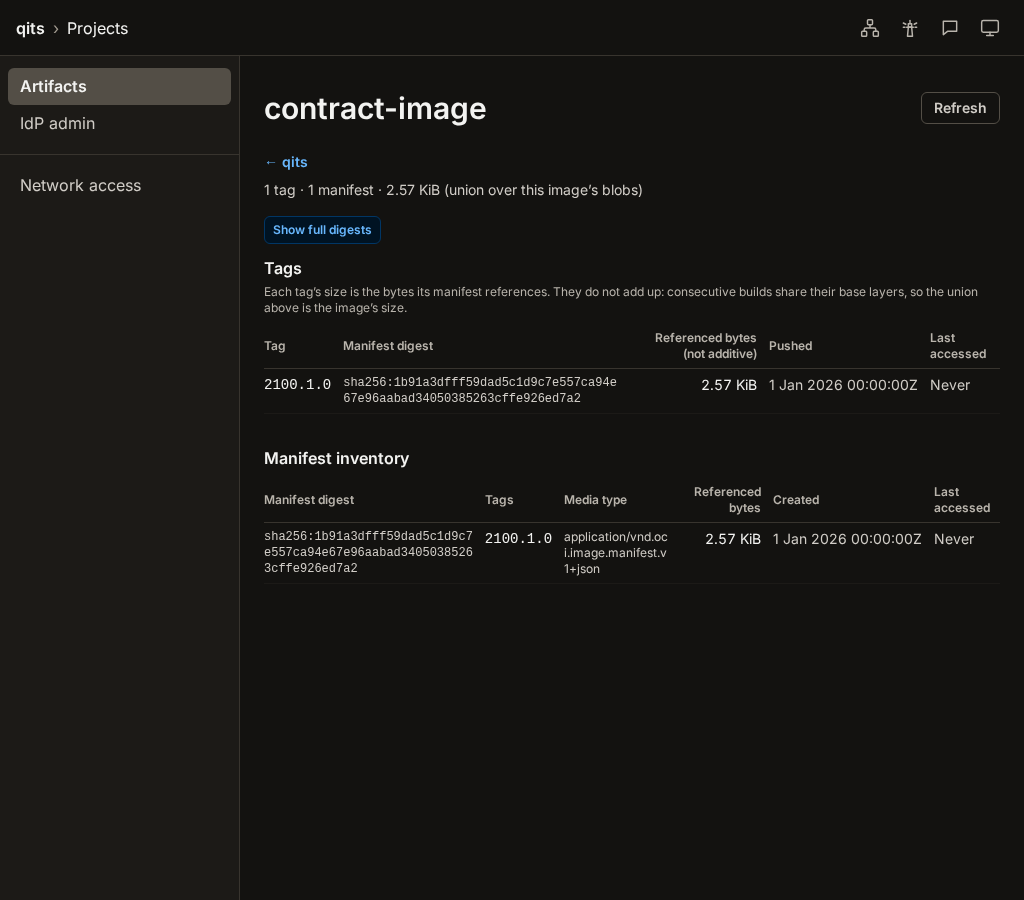 qits › Projects
Artifacts
IdP admin
Network access
contract-image
Refresh
← qits
1 tag · 1 manifest · 2.57 KiB (union over this image’s blobs)
Show full digests
Tags
Each tag’s size is the bytes its manifest references. They do not add up: consecutive builds share their base layers, so the union
above is the image’s size.
Tag Manifest digest Referenced bytes (not additive) Pushed Last accessed
2100.1.0 sha256:1b91a3dfff59dad5c1d9c7e557ca94e 2.57 KiB 1 Jan 2026 00:00:00Z Never
67e96aabad34050385263cffe926ed7a2
Manifest inventory
Manifest digest Tags Media type Referenced bytes Created Last accessed
sha256:1b91a3dfff59dad5c1d9c7 2100.1.0 application/vnd.oc 2.57 KiB 1 Jan 2026 00:00:00Z Never
e557ca94e67e96aabad3405038526 i.image.manifest.v
3cffe926ed7a2 1+json